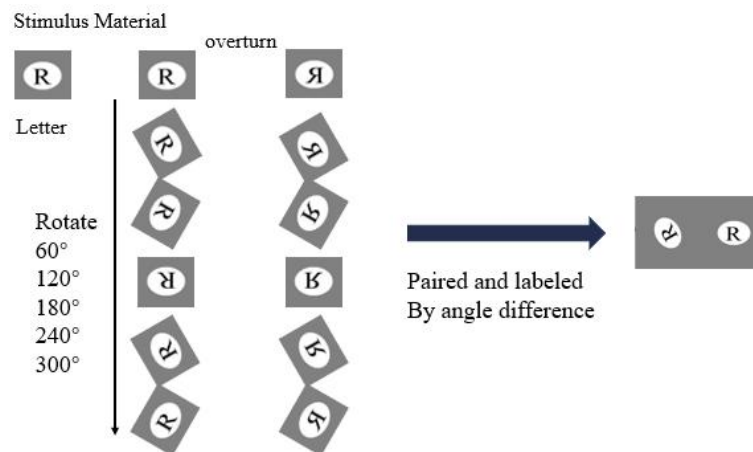 Stimulus Material
overturn
R
R
Я
Letter
Rotate
60°
120°
180°
240°
300°
Paired and labeled
By angle difference
R
R